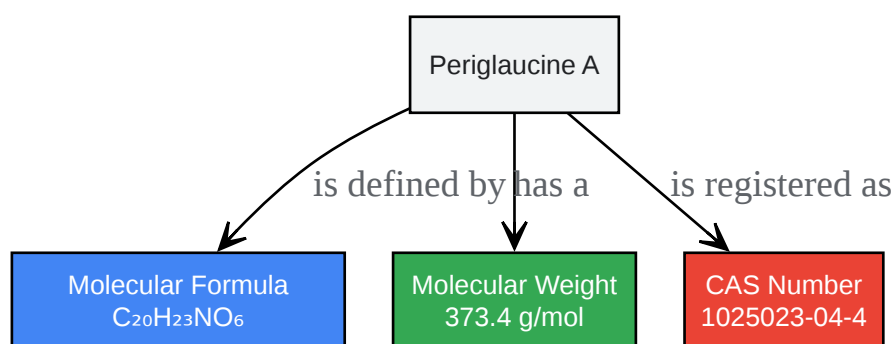 Periglaucine A
is defined by
has a
is registered as
Molecular Formula
C₂₀H₂₃NO₆
Molecular Weight
373.4 g/mol
CAS Number
1025023-04-4